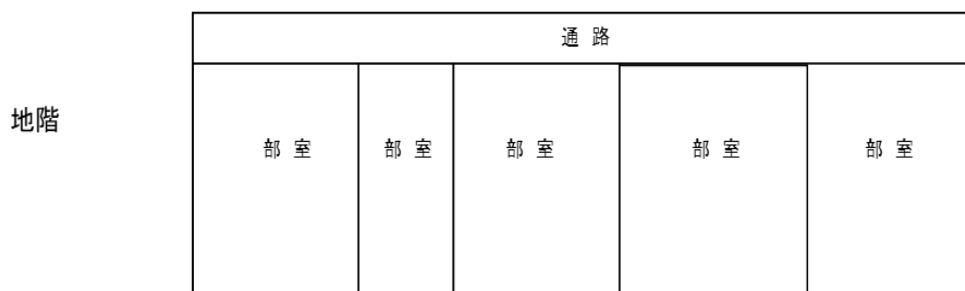 通 路
地階
部 室 部 室 部 室 部 室 部 室